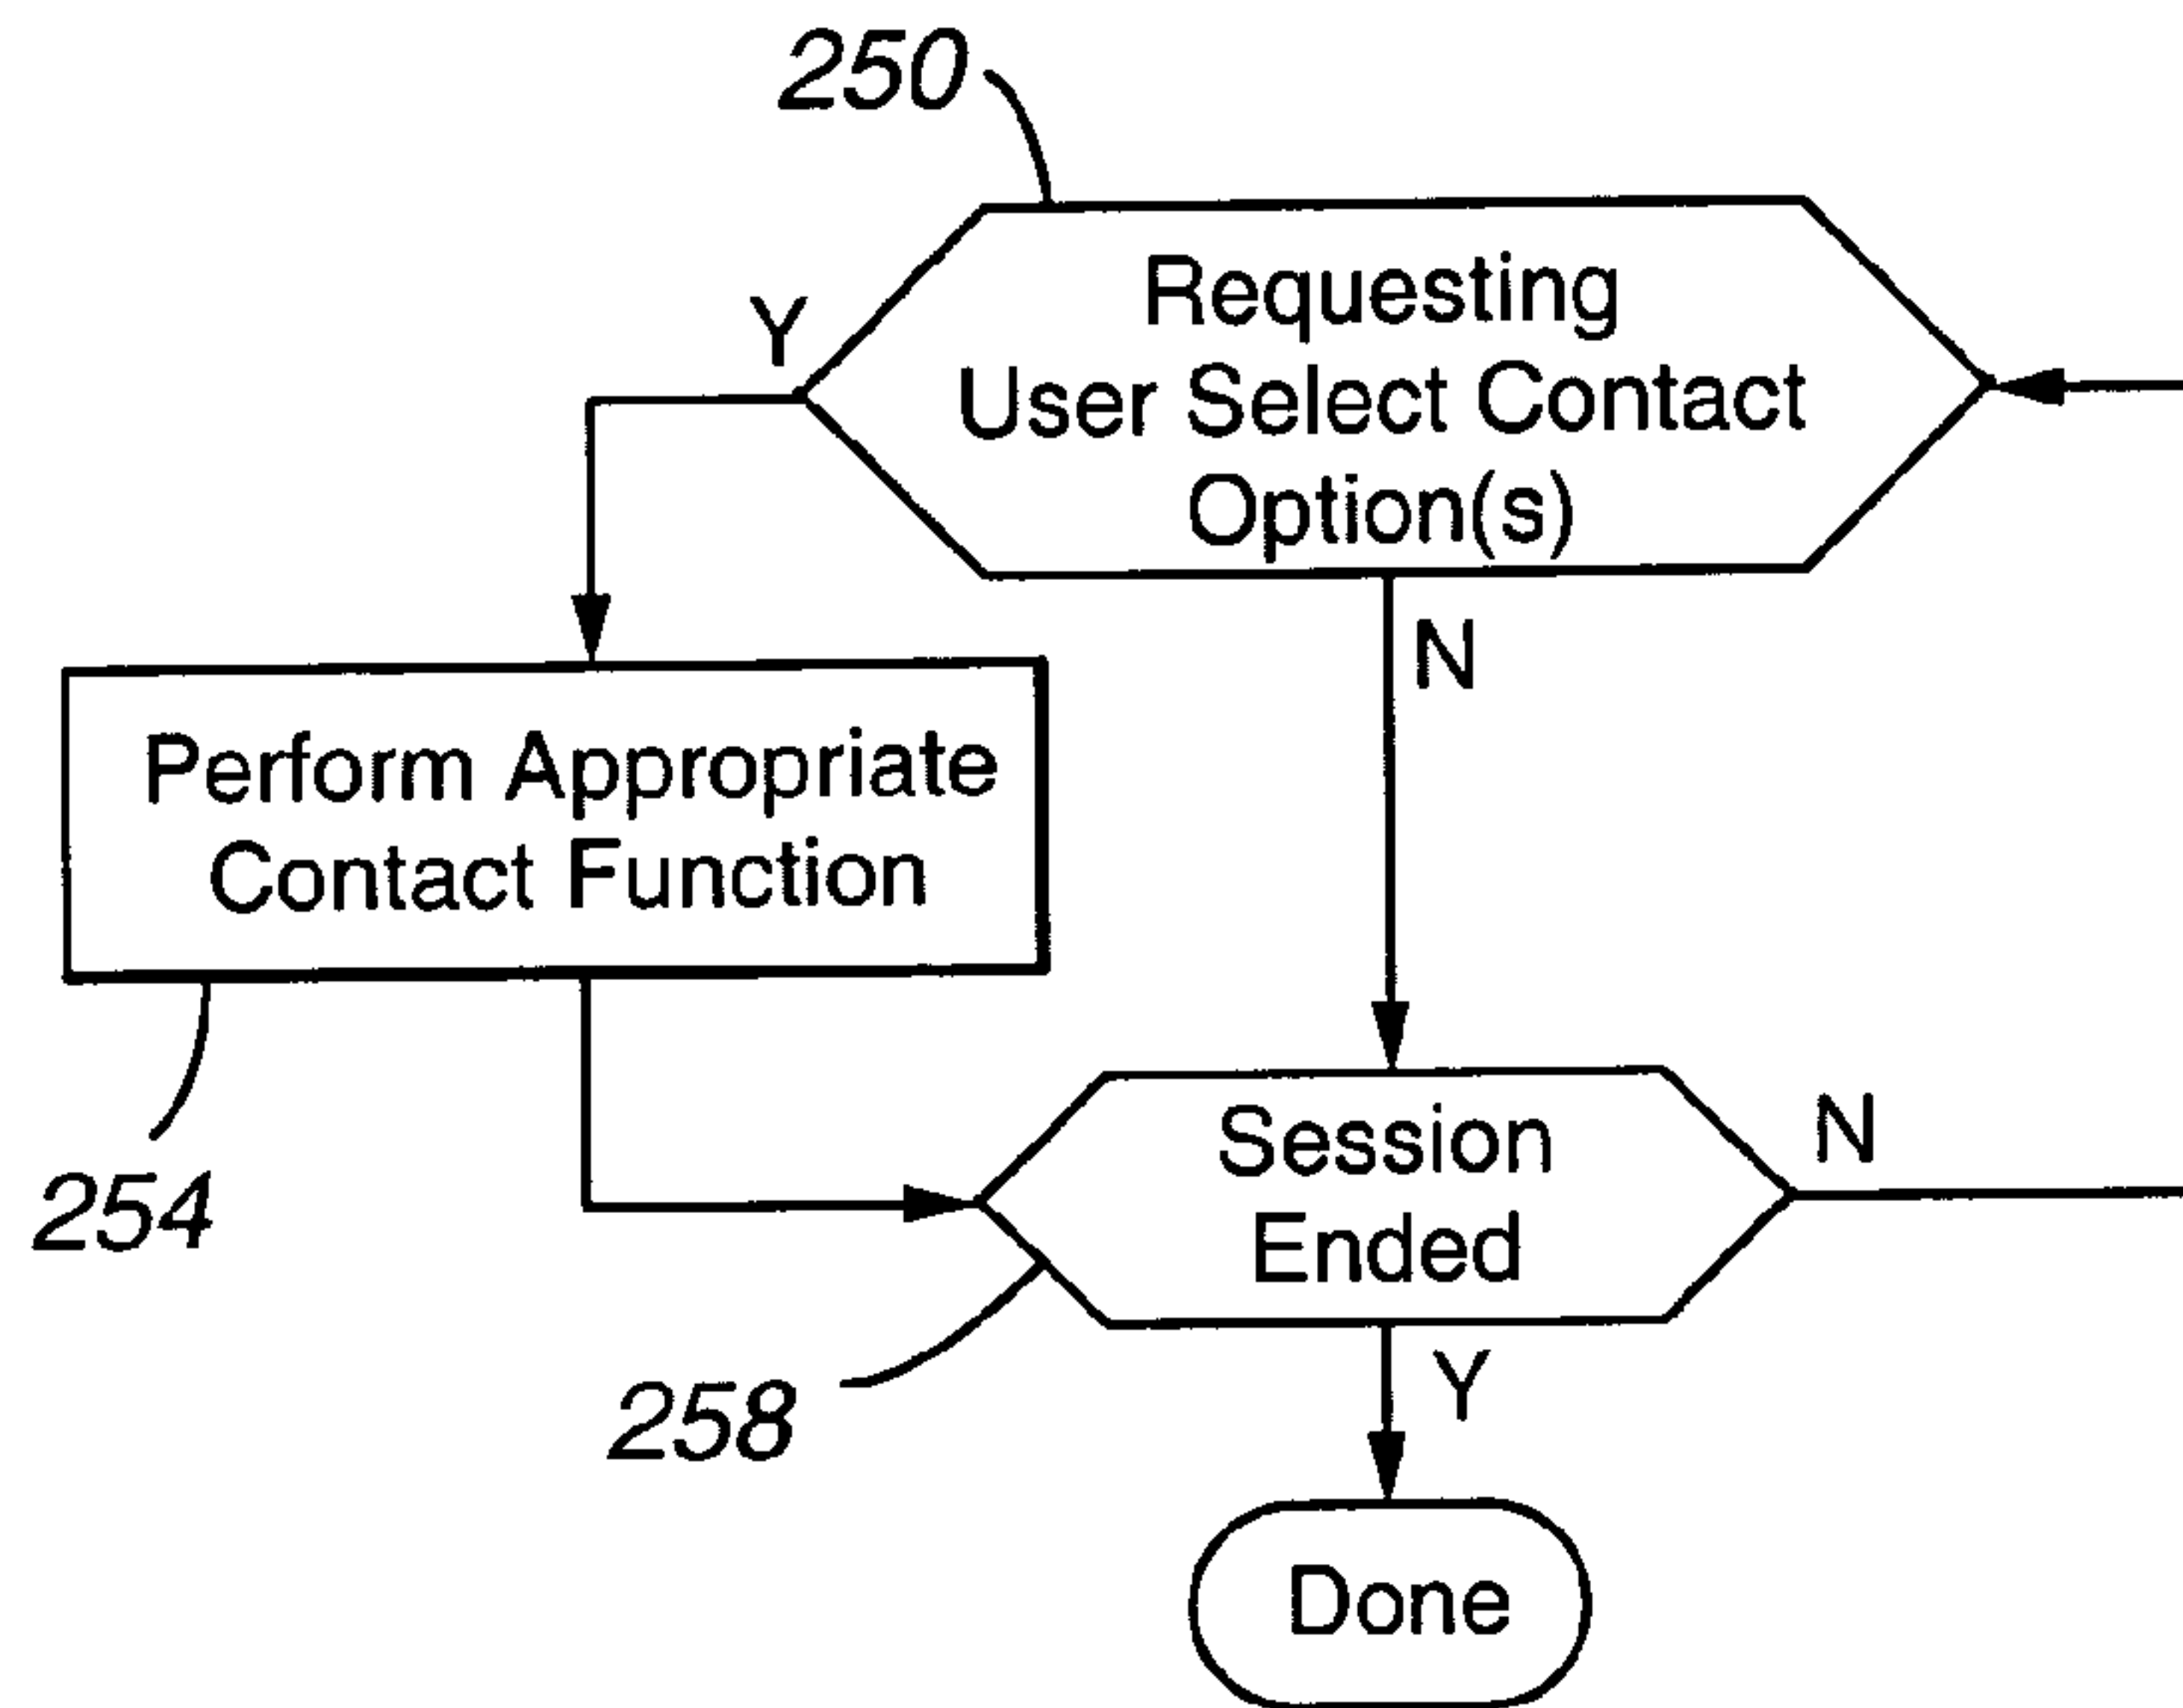 250
Requesting
User Select Contact
Option(s)
Y
N
Perform Appropriate
Contact Function
254
Session
Ended
N
258
Y
Done